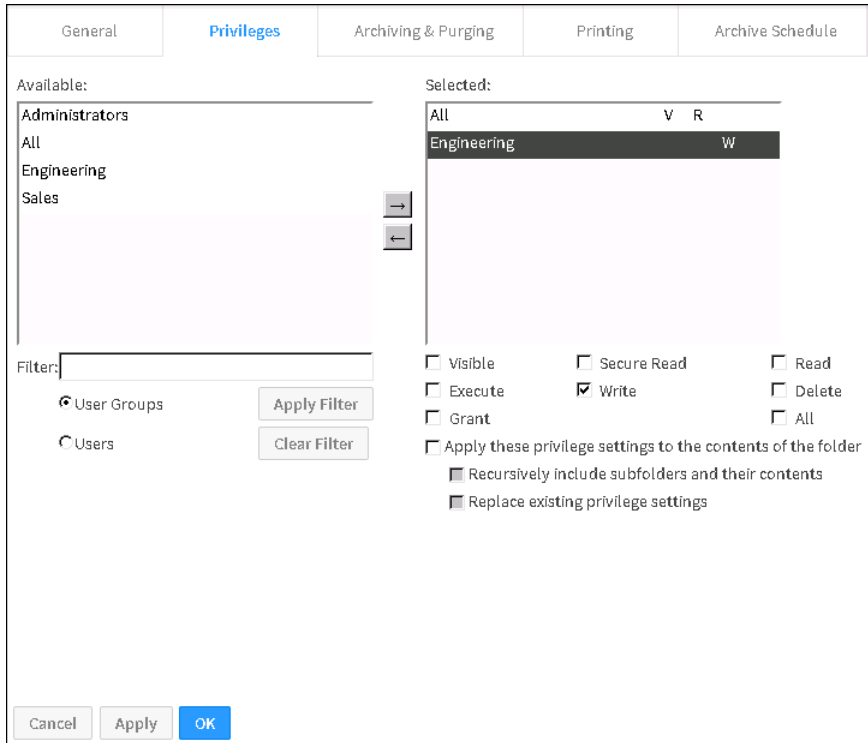 General Privileges Archiving & Purging Printing Archive Schedule
Available: Selected:
Administrators All V R
All Engineering W
Engineering
Sales
→
←
Filter: Visible Secure Read Read
User Groups Apply Filter Execute Write Delete
Grant All
Users Clear Filter Apply these privilege settings to the contents of the folder
Recursively include subfolders and their contents
Replace existing privilege settings
Cancel Apply OK